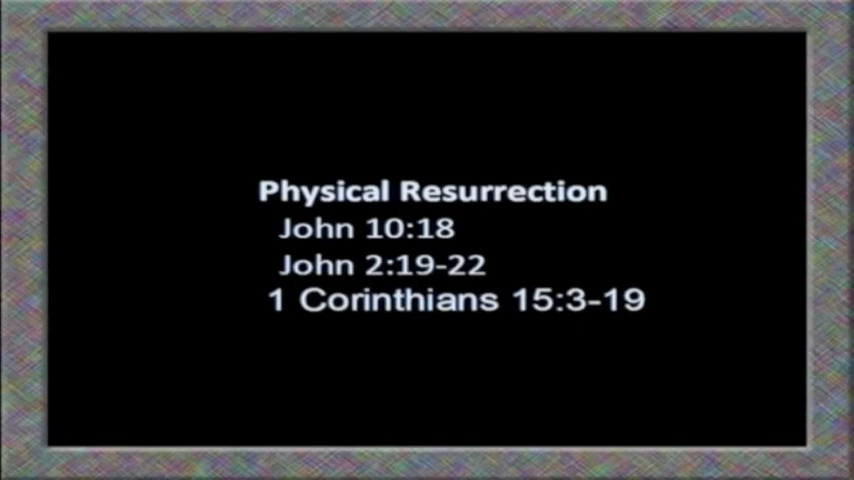 Physical Resurrection
John 10:18
John 2:19-22
1 Corinthians 15:3-19